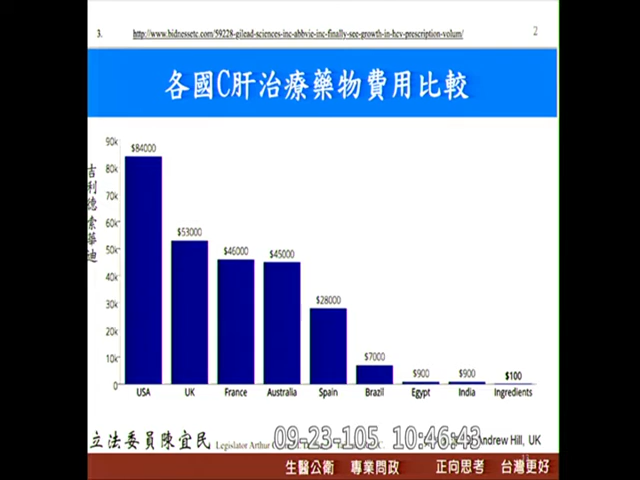 3. http://www.bidnessetc.com/59228-gilead-sciences-inc-abbvie-inc-finally-see-growth-in-hcv-prescription-volum/
2
各國C肝治療藥物費用比較
吉利德 索華迪
90k
80k
70k
60k
50k
40k
30k
20k
10k
0
$84000
$53000
$46000
$45000
$28000
$7000
$900
$900
$100
USA UK France Australia Spain Brazil Egypt India Ingredients
立法委員陳宜民 Legislator Arthur
09-23-105 10:46:43
Andrew Hill, UK
生醫公衛 專業問政 正向思考 台灣更好